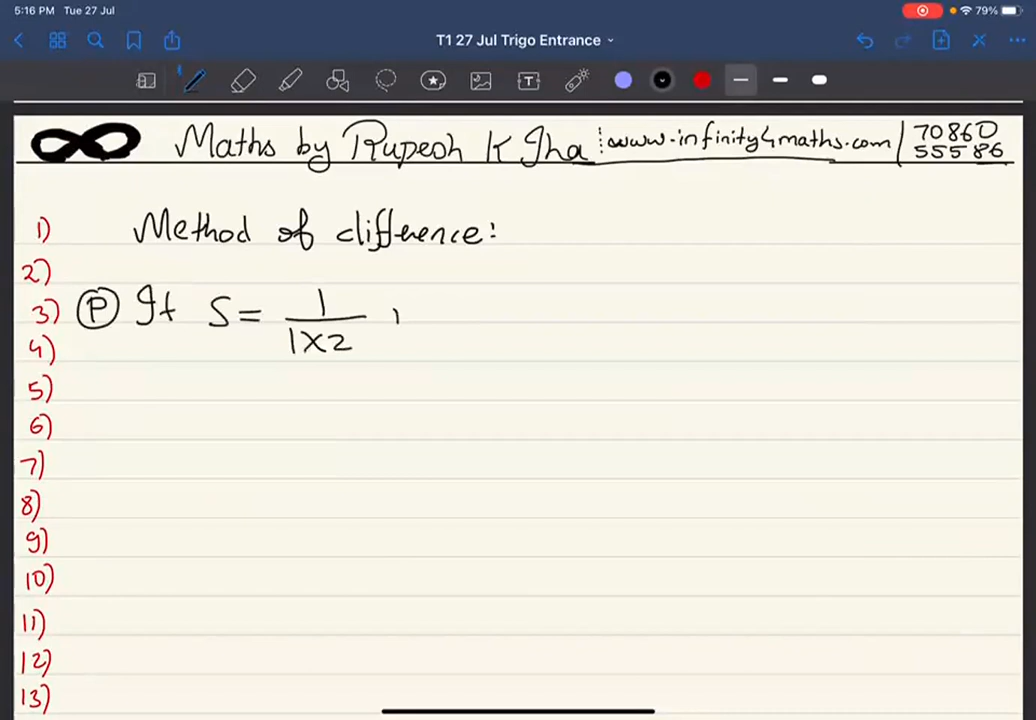 5:16 PM Tue 27 Jul 79%
T1 27 Jul Trigo Entrance
Maths by Rupesh K Jha www.infinity4maths.com 70860 55586
1) Method of difference:
2)
3) P If S = 1/1×2
4)
5)
6)
7)
8)
9)
10)
11)
12)
13)